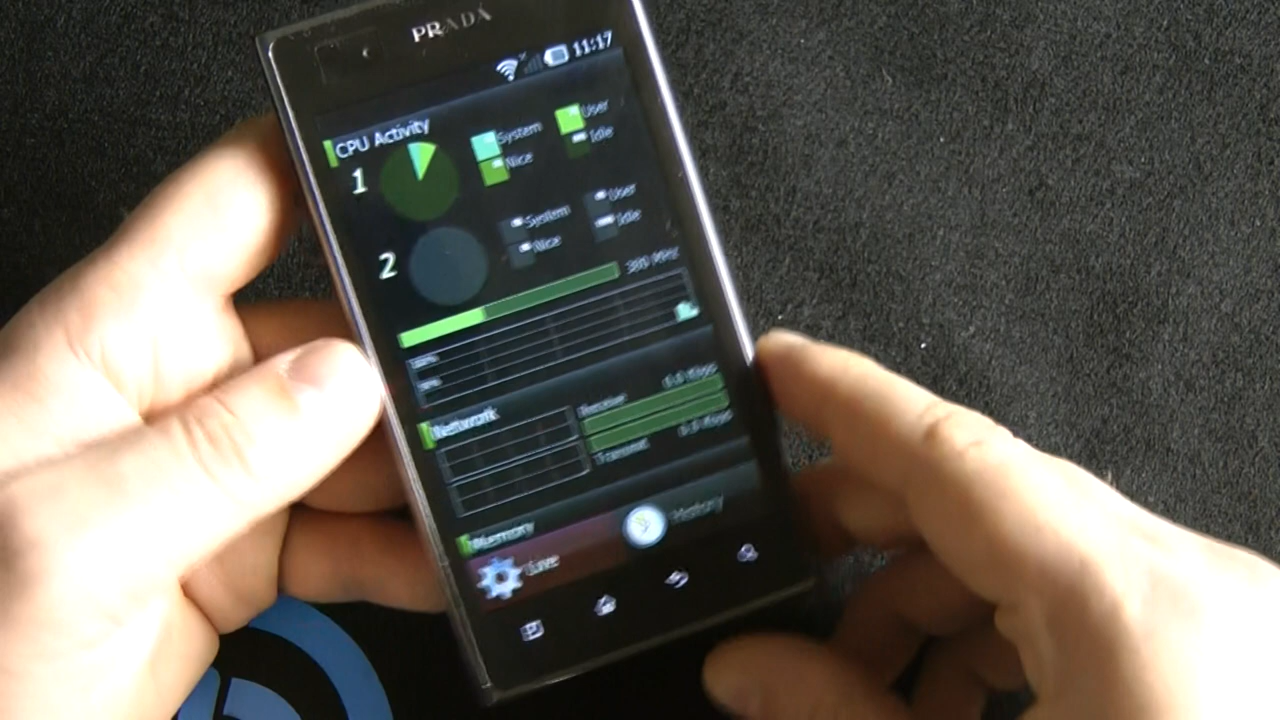 PRADA
11:17
CPU Activity
1
System
User
Nice
Idle
2
System
User
Nice
Idle
Network
Receive
Transmit
Memory
Live
History